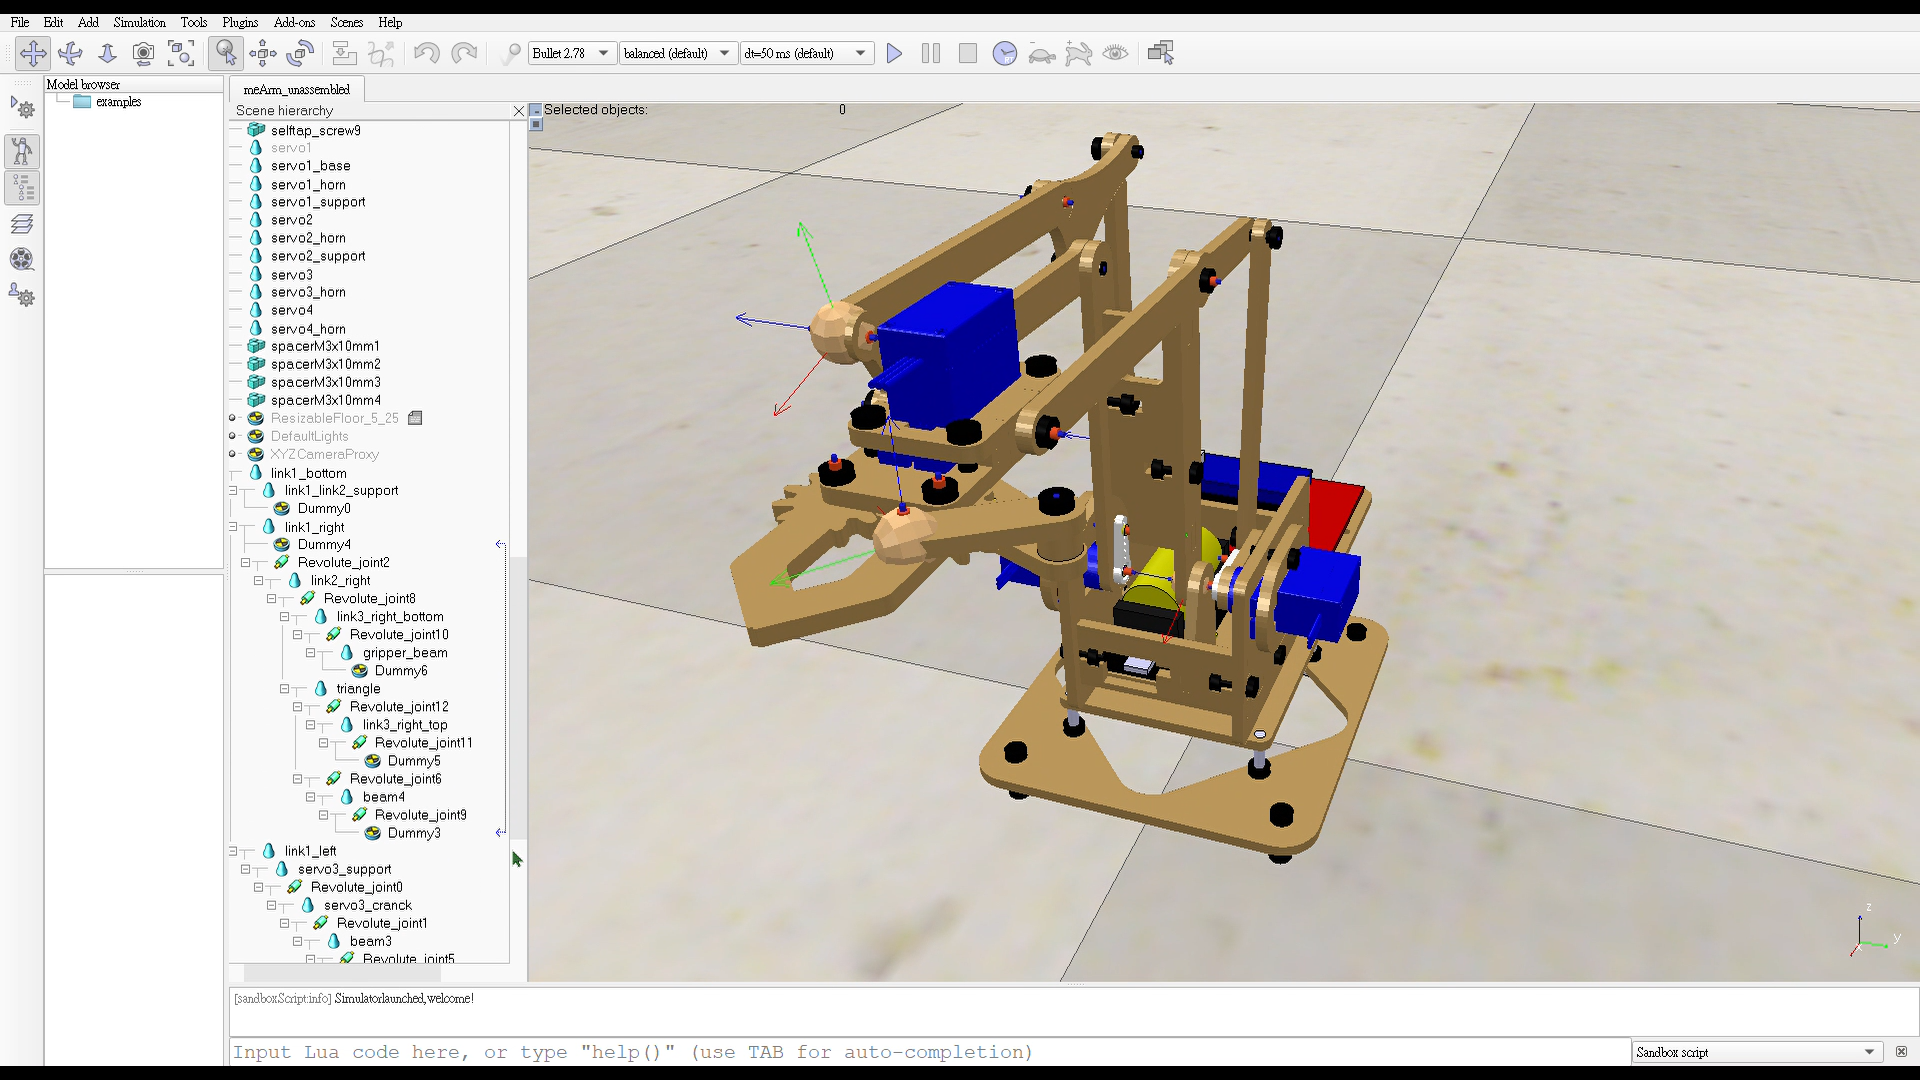 File Edit Add Simulation Tools Plugins Add-ons Scenes Help
Bullet 2.78 balanced (default) dt=50 ms (default)
Model browser
examples
meArm_unassembled
Scene hierarchy
Selected objects: 0
selftap_screw9
servo1
servo1_base
servo1_horn
servo1_support
servo2
servo2_horn
servo2_support
servo3
servo3_horn
servo4
servo4_horn
spacerM3x10mm1
spacerM3x10mm2
spacerM3x10mm3
spacerM3x10mm4
ResizableFloor_5_25
DefaultLights
XYZCameraProxy
link1_bottom
link1_link2_support
Dummy0
link1_right
Dummy4
Revolute_joint2
link2_right
Revolute_joint8
link3_right_bottom
Revolute_joint10
gripper_beam
Dummy6
triangle
Revolute_joint12
link3_right_top
Revolute_joint11
Dummy5
Revolute_joint6
beam4
Revolute_joint9
Dummy3
link1_left
servo3_support
Revolute_joint0
servo3_cranck
Revolute_joint1
beam3
Revolute_joint5
z
y
x
[sandboxScript:info] Simulatorlaunched,welcome!
Input Lua code here, or type "help()" (use TAB for auto-completion)
Sandbox script